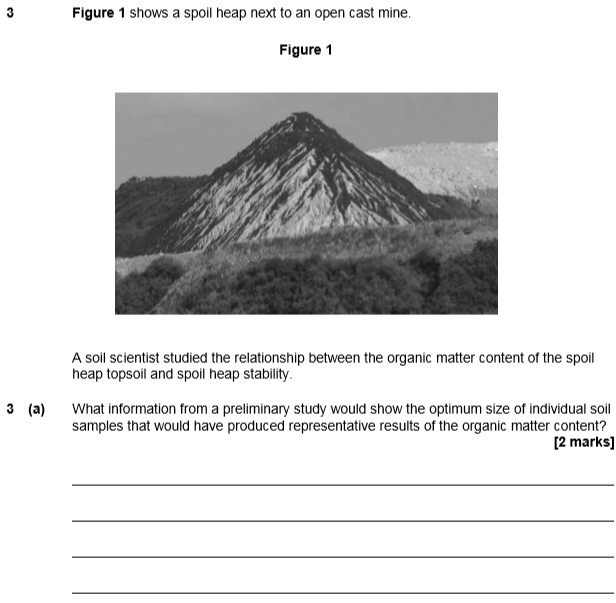 3 Figure 1 shows a spoil heap next to an open cast mine.
Figure 1
A soil scientist studied the relationship between the organic matter content of the spoil
heap topsoil and spoil heap stability.
3 (a) What information from a preliminary study would show the optimum size of individual soil
samples that would have produced representative results of the organic matter content?
[2 marks]